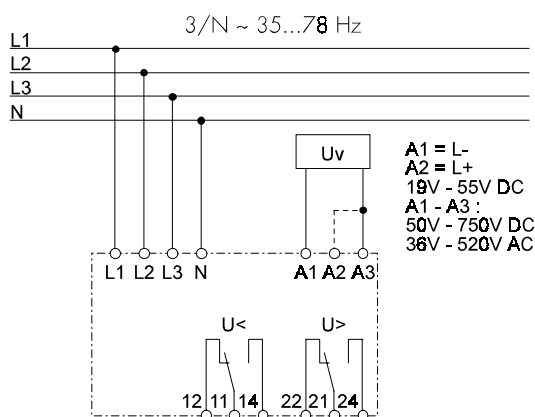 3/N ~ 35...78 Hz
L1
L2
L3
N
Uv
A1 = L-
A2 = L+
19V - 55V DC
A1 - A3 :
50V - 750V DC
36V - 520V AC
L1 L2 L3 N A1 A2 A3
U< U>
12 11 14 22 21 24